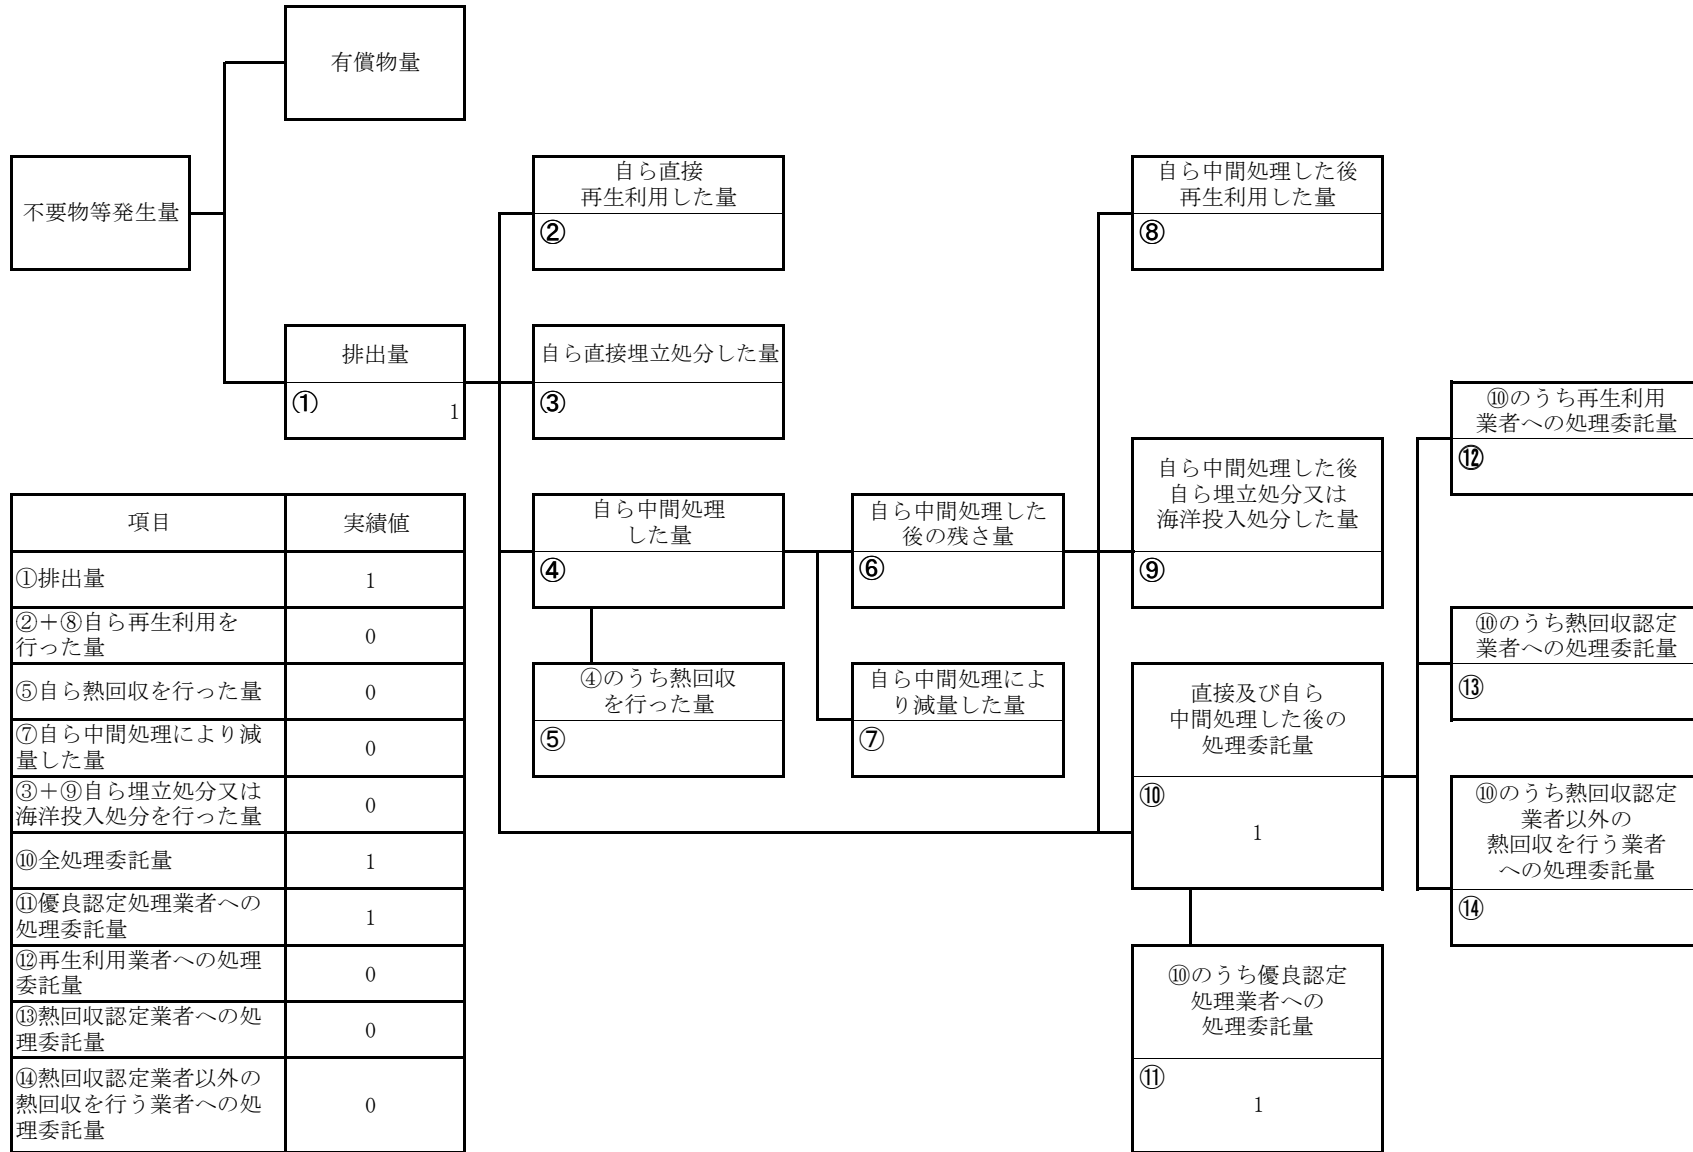 有償物量
不要物等発生量
自ら直接
再生利用した量
②
自ら中間処理した後
再生利用した量
⑧
排出量
① 1
自ら直接埋立処分した量
③
⑩のうち再生利用
業者への処理委託量
⑫
自ら中間処理
した量
④
自ら中間処理した
後の残さ量
⑥
自ら中間処理した後
自ら埋立処分又は
海洋投入処分した量
⑨
⑩のうち熱回収認定
業者への処理委託量
⑬
④のうち熱回収
を行った量
⑤
自ら中間処理によ
り減量した量
⑦
直接及び自ら
中間処理した後の
処理委託量
⑩
1
⑩のうち熱回収認定
業者以外の
熱回収を行う業者
への処理委託量
⑭
⑩のうち優良認定
処理業者への
処理委託量
⑪
1
項目 実績値
①排出量 1
②+⑧自ら再生利用を
行った量 0
⑤自ら熱回収を行った量 0
⑦自ら中間処理により減
量した量 0
③+⑨自ら埋立処分又は
海洋投入処分を行った量 0
⑩全処理委託量 1
⑪優良認定処理業者への
処理委託量 1
⑫再生利用業者への処理
委託量 0
⑬熱回収認定業者への処
理委託量 0
⑭熱回収認定業者以外の
熱回収を行う業者への処 0
理委託量